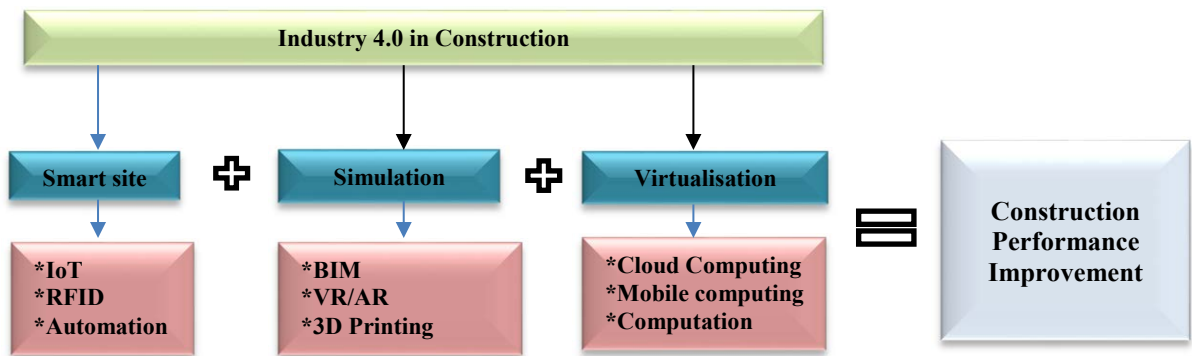 Industry 4.0 in Construction
Smart site
Simulation
Virtualisation
*IoT
*RFID
*Automation
*BIM
*VR/AR
*3D Printing
*Cloud Computing
*Mobile computing
*Computation
Construction
Performance
Improvement